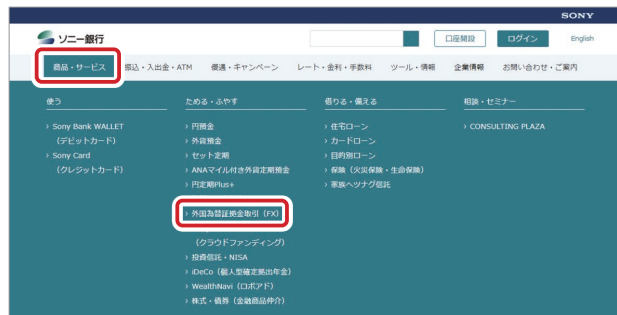 SONY
ソニー銀行
口座開設
ログイン
English
商品・サービス
振込・入出金・ATM
優遇・キャンペーン
レート・金利・手数料
ツール・情報
企業情報
お問い合わせ・ご案内
使う
› Sony Bank WALLET
（デビットカード）
› Sony Card
（クレジットカード）
ためる・ふやす
› 円預金
› 外貨預金
› セット定期
› ANAマイル付き外貨定期預金
› 円定期Plus+
› 外国為替証拠金取引（FX）
（クラウドファンディング）
› 投資信託・NISA
› iDeCo（個人型確定拠出年金）
› WealthNavi（ロボアド）
› 株式・債券（金融商品仲介）
借りる・備える
› 住宅ローン
› カードローン
› 目的別ローン
› 保険（火災保険・生命保険）
› 家族へツナグ信託
相談・セミナー
› CONSULTING PLAZA